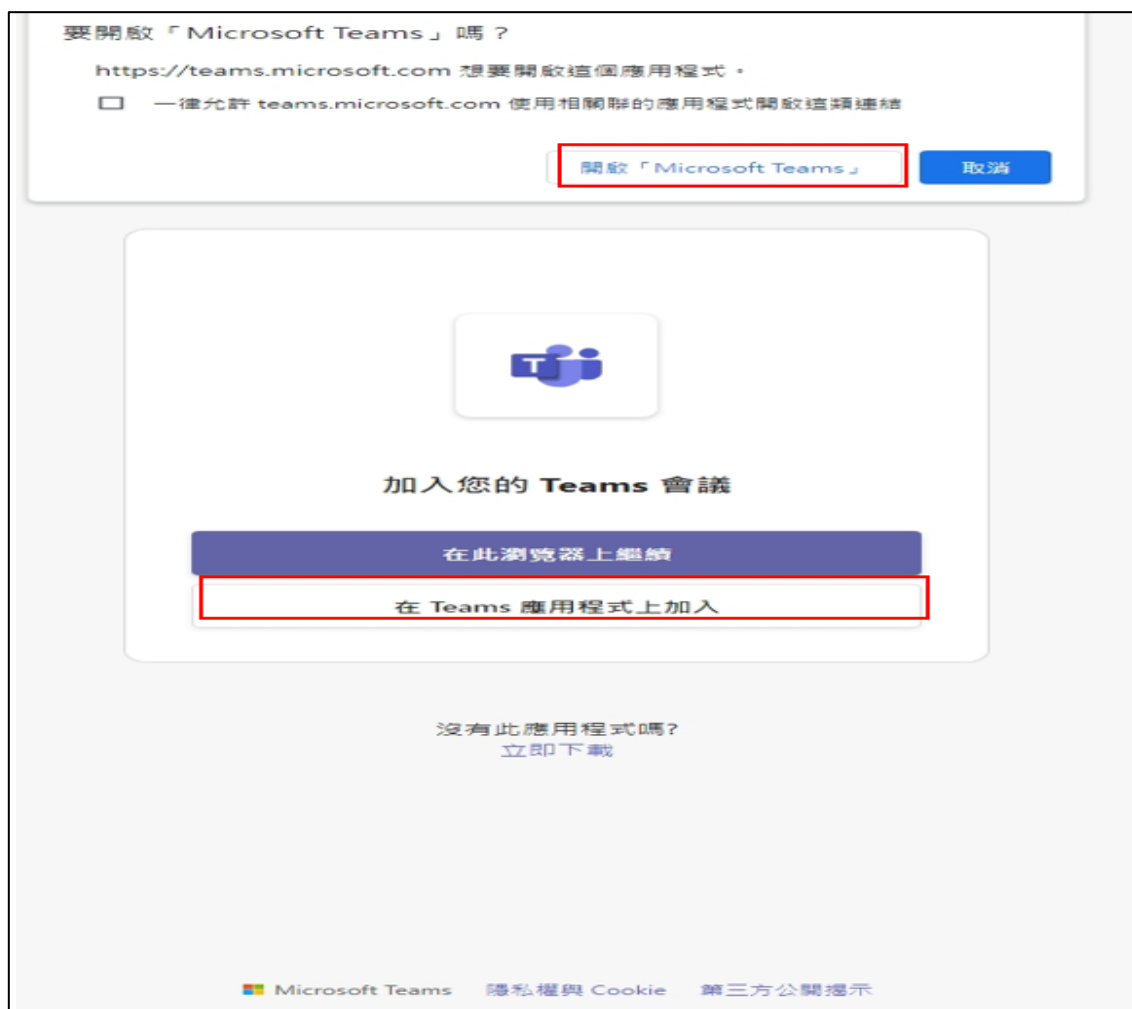 要開啟「Microsoft Teams」嗎？
https://teams.microsoft.com 想要開啟這個應用程式。
一律允許 teams.microsoft.com 使用相關聯的應用程式開啟這類連結
開啟「Microsoft Teams」 取消
T
加入您的 Teams 會議
在此瀏覽器上繼續
在 Teams 應用程式上加入
沒有此應用程式嗎?
立即下載
Microsoft Teams 隱私權與 Cookie 第三方公開揭示